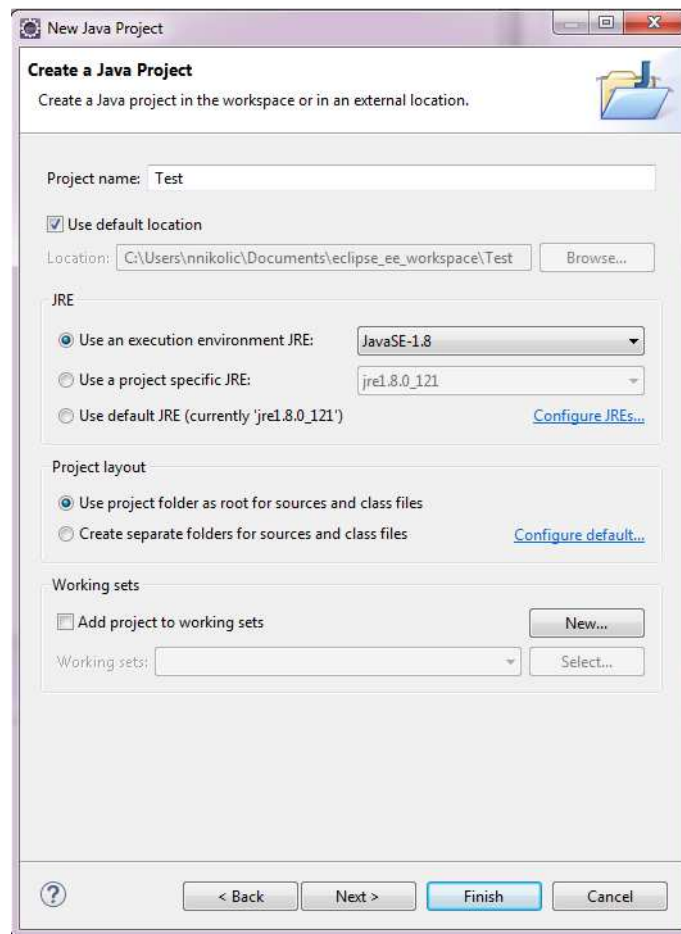 New Java Project
Create a Java Project
Create a Java project in the workspace or in an external location.
Project name: Test
Use default location
Location: C:\Users\nnikolic\Documents\eclipse_ee_workspace\Test Browse...
JRE
Use an execution environment JRE: JavaSE-1.8
Use a project specific JRE: jre1.8.0_121
Use default JRE (currently 'jre1.8.0_121') Configure JREs...
Project layout
Use project folder as root for sources and class files
Create separate folders for sources and class files Configure default...
Working sets
Add project to working sets New...
Working sets: Select...
? < Back Next > Finish Cancel